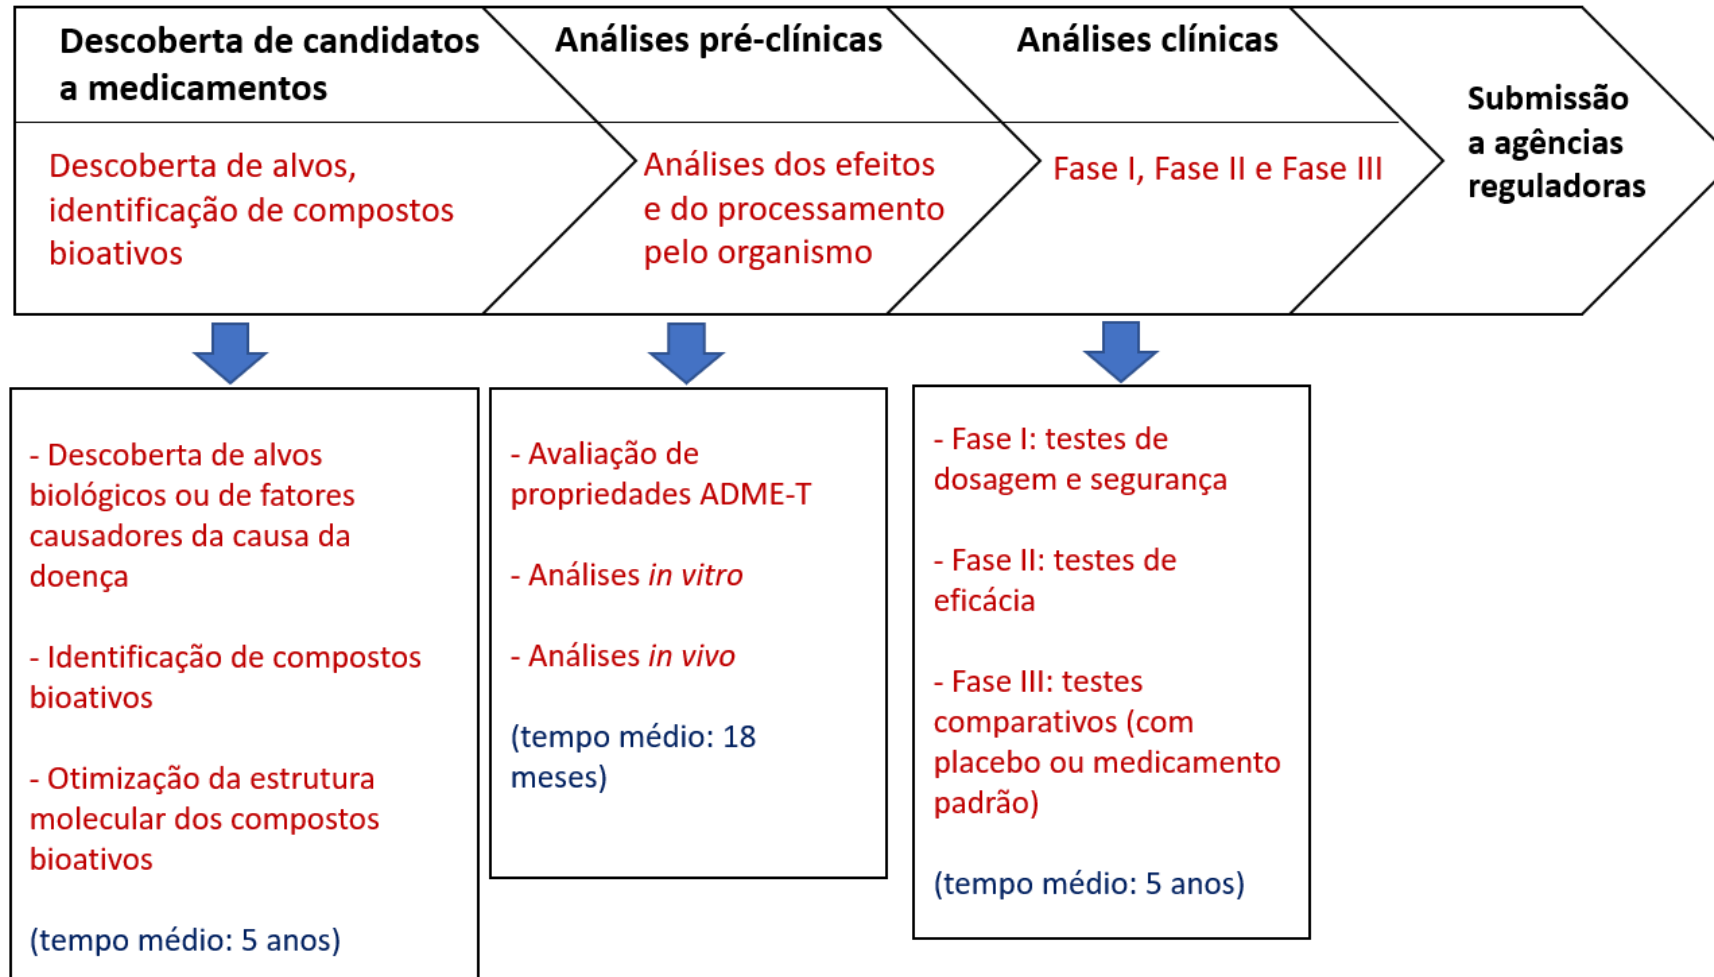 Descoberta de candidatos
a medicamentos
Descoberta de alvos,
identificação de compostos
bioativos
Análises pré-clínicas
Análises dos efeitos
e do processamento
pelo organismo
Análises clínicas
Fase I, Fase II e Fase III
Submissão
a agências
reguladoras
- Descoberta de alvos
biológicos ou de fatores
causadores da causa da
doença
- Identificação de compostos
bioativos
- Otimização da estrutura
molecular dos compostos
bioativos
(tempo médio: 5 anos)
- Avaliação de
propriedades ADME-T
- Análises in vitro
- Análises in vivo
(tempo médio: 18
meses)
- Fase I: testes de
dosagem e segurança
- Fase II: testes de
eficácia
- Fase III: testes
comparativos (com
placebo ou medicamento
padrão)
(tempo médio: 5 anos)